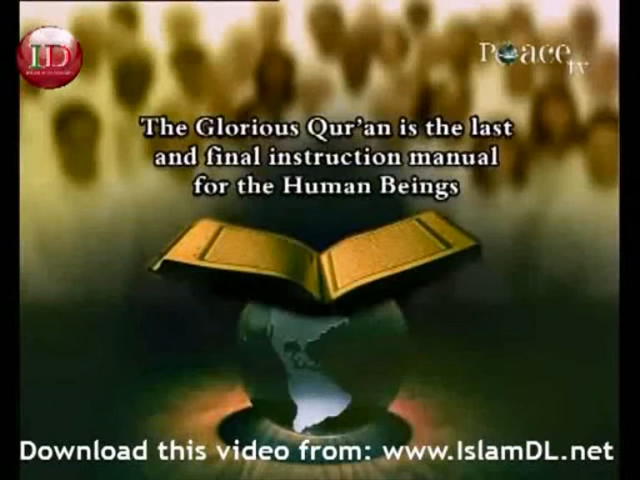 ID
Peace TV
The Glorious Qur'an is the last
and final instruction manual
for the Human Beings
Download this video from: www.IslamDL.net